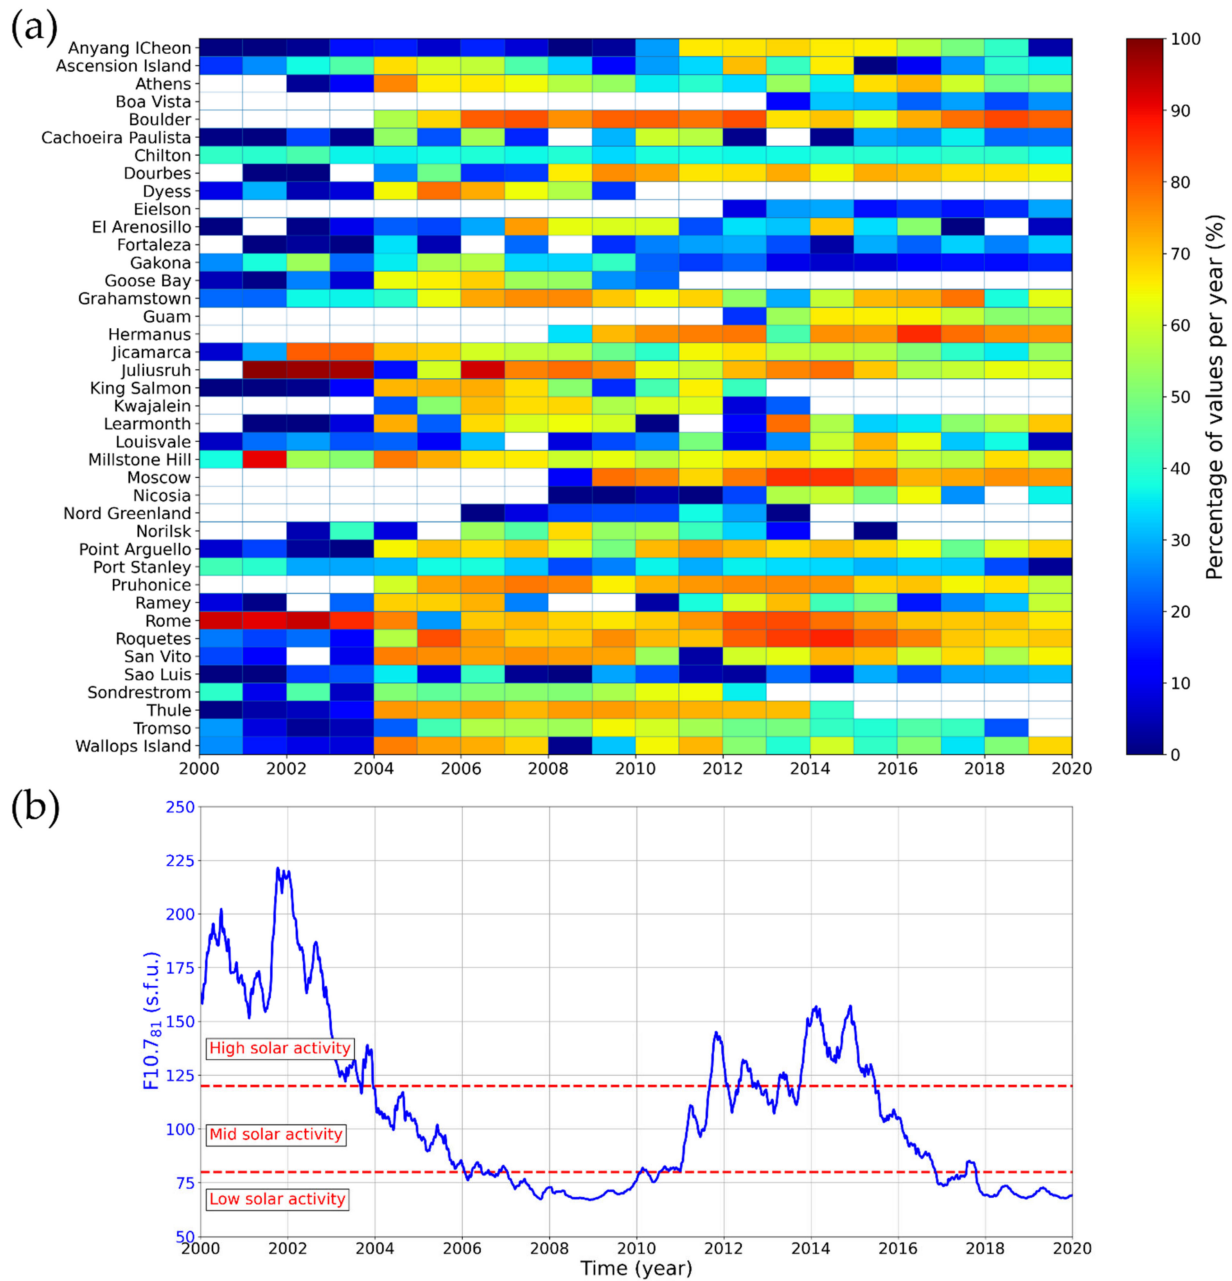 (a)
Anyang ICheon
Ascension Island
Athens
Boa Vista
Boulder
Cachoeira Paulista
Chilton
Dourbes
Dyess
Eielson
El Arenosillo
Fortaleza
Gakona
Goose Bay
Grahamstown
Guam
Hermanus
Jicamarca
Juliusruh
King Salmon
Kwajalein
Learmonth
Louisvale
Millstone Hill
Moscow
Nicosia
Nord Greenland
Norilsk
Point Arguello
Port Stanley
Pruhonice
Ramey
Rome
Roquetes
San Vito
Sao Luis
Sondrestrom
Thule
Tromso
Wallops Island
2000 2002 2004 2006 2008 2010 2012 2014 2016 2018 2020
100
90
80
70
60
50
40
30
20
10
0
Percentage of values per year (%)
(b)
250
225
200
175
150
125
100
75
50
F10.7₈₁ (s.f.u.)
High solar activity
Mid solar activity
Low solar activity
2000 2002 2004 2006 2008 2010 2012 2014 2016 2018 2020
Time (year)